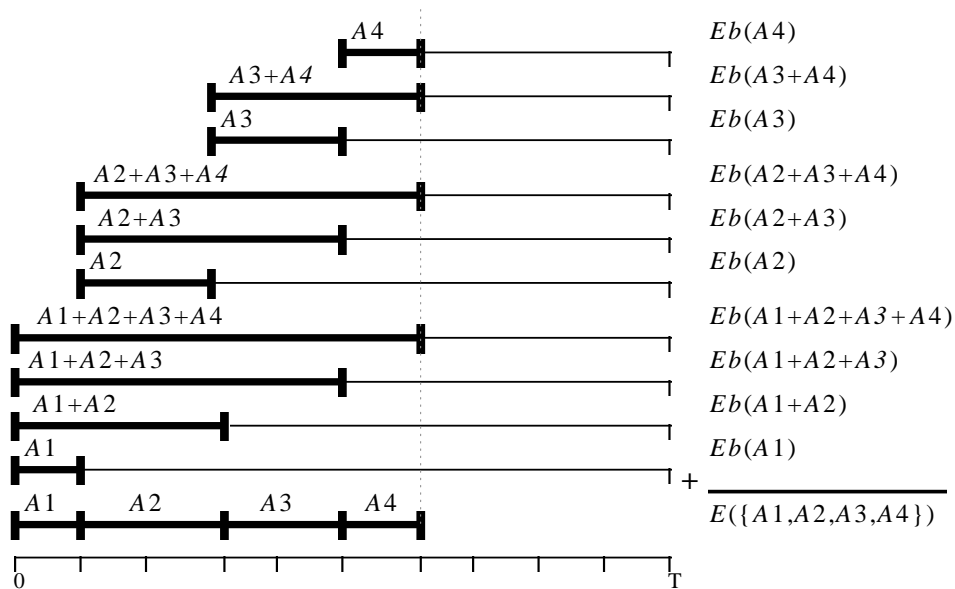 A4 Eb(A4)
A3+A4 Eb(A3+A4)
A3 Eb(A3)
A2+A3+A4 Eb(A2+A3+A4)
A2+A3 Eb(A2+A3)
A2 Eb(A2)
A1+A2+A3+A4 Eb(A1+A2+A3+A4)
A1+A2+A3 Eb(A1+A2+A3)
A1+A2 Eb(A1+A2)
A1 Eb(A1)
+
A1 A2 A3 A4 E({A1,A2,A3,A4})
0 T